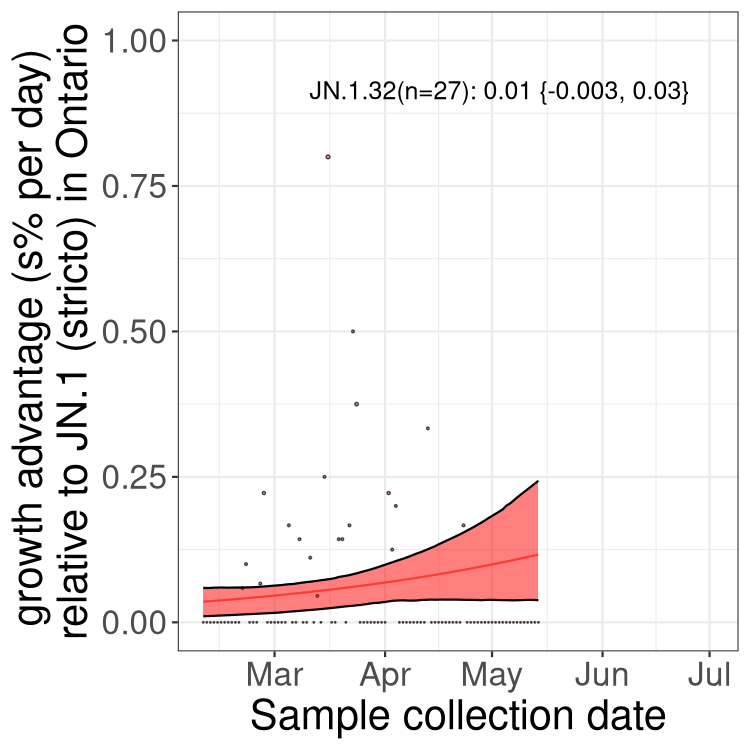 growth advantage (s% per day)
relative to JN.1 (stricto) in Ontario
1.00
0.75
0.50
0.25
0.00
JN.1.32(n=27): 0.01 {-0.003, 0.03}
Mar Apr May Jun Jul
Sample collection date